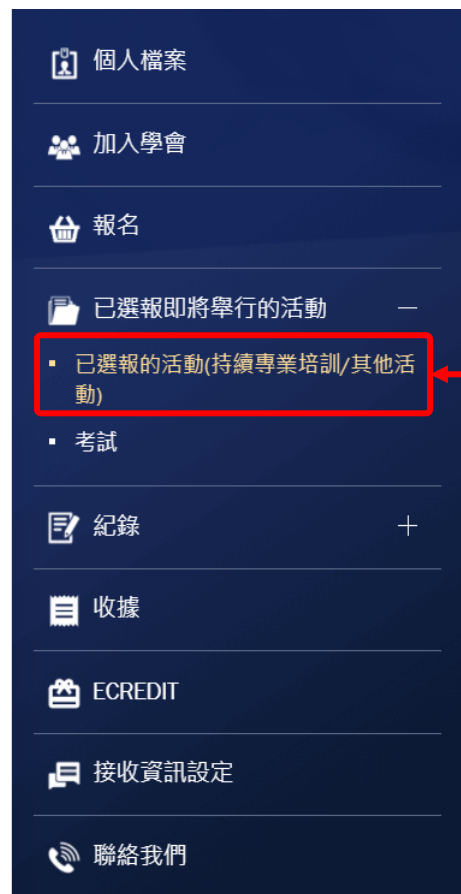 個人檔案
加入學會
報名
已選報即將舉行的活動
已選報的活動(持續專業培訓/其他活
動)
考試
紀錄
收據
ECREDIT
接收資訊設定
聯絡我們